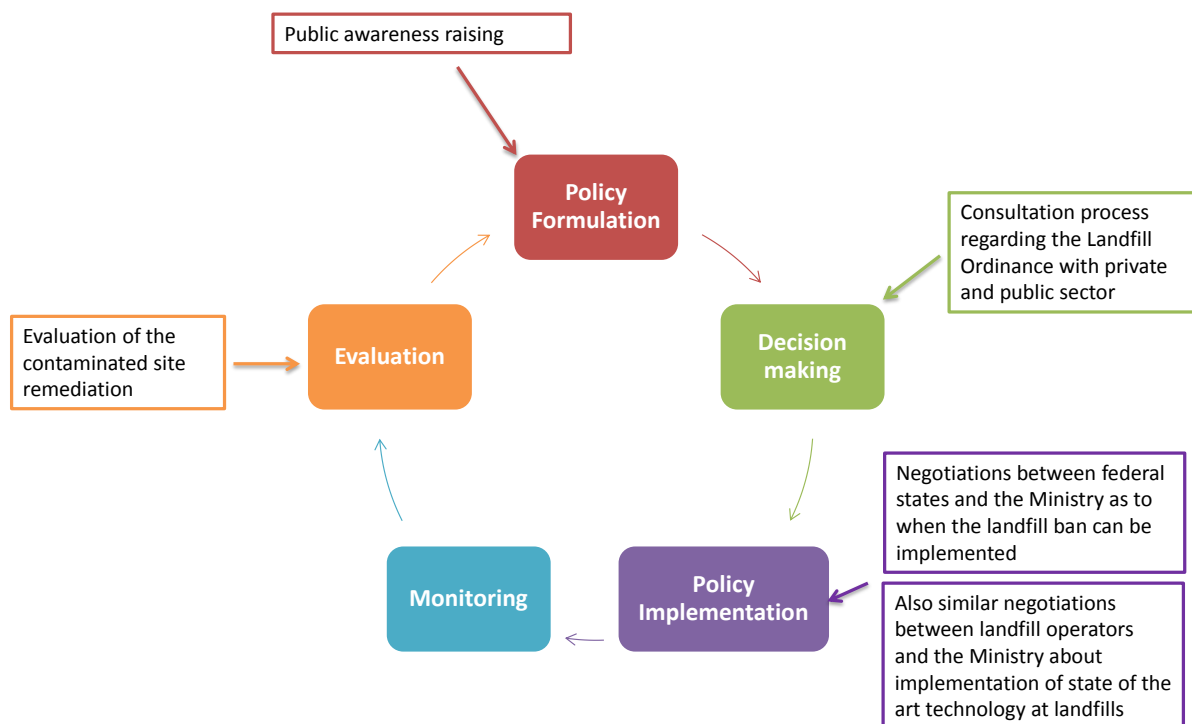 Public awareness raising
Policy
Formulation
Consultation process
regarding the Landfill
Ordinance with private
and public sector
Evaluation of the
contaminated site
remediation
Evaluation
Decision
making
Negotiations between federal
states and the Ministry as to
when the landfill ban can be
implemented
Monitoring
Policy
Implementation
Also similar negotiations
between landfill operators
and the Ministry about
implementation of state of the
art technology at landfills